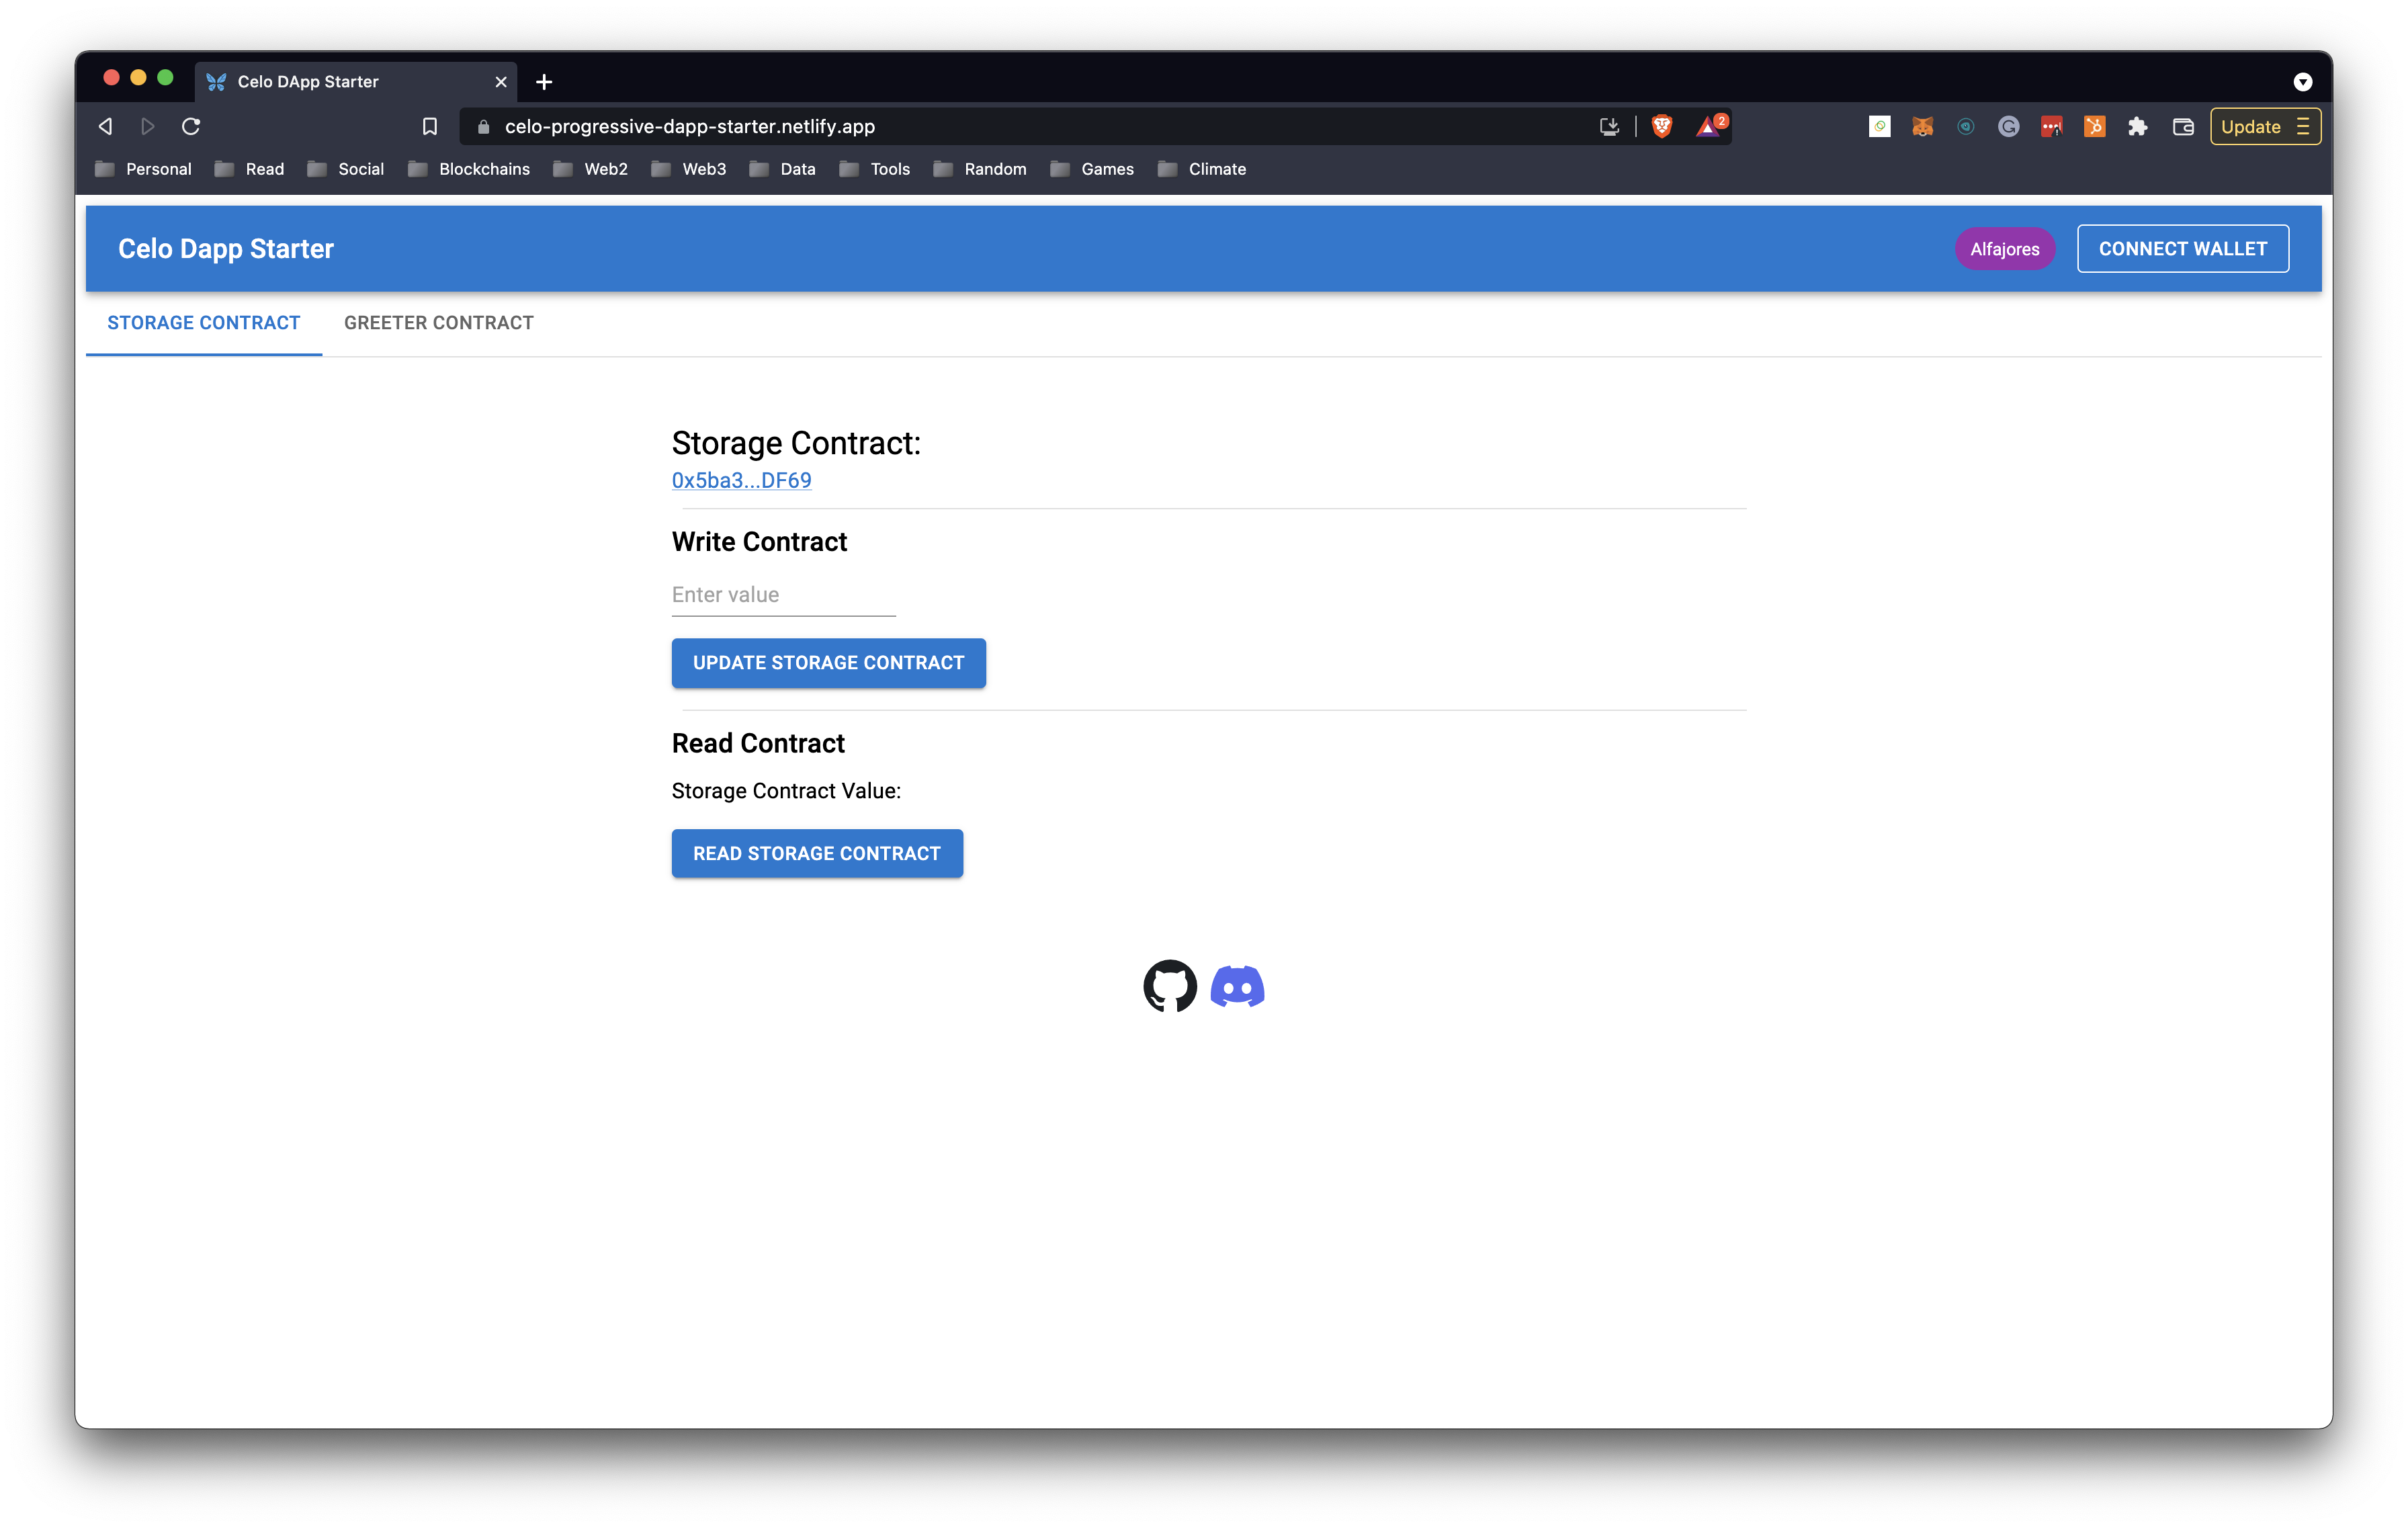 Celo DApp Starter
celo-progressive-dapp-starter.netlify.app
2
Update
Personal Read Social Blockchains Web2 Web3 Data Tools Random Games Climate
Celo Dapp Starter
Alfajores
CONNECT WALLET
STORAGE CONTRACT GREETER CONTRACT
Storage Contract:
0x5ba3...DF69
Write Contract
Enter value
UPDATE STORAGE CONTRACT
Read Contract
Storage Contract Value:
READ STORAGE CONTRACT